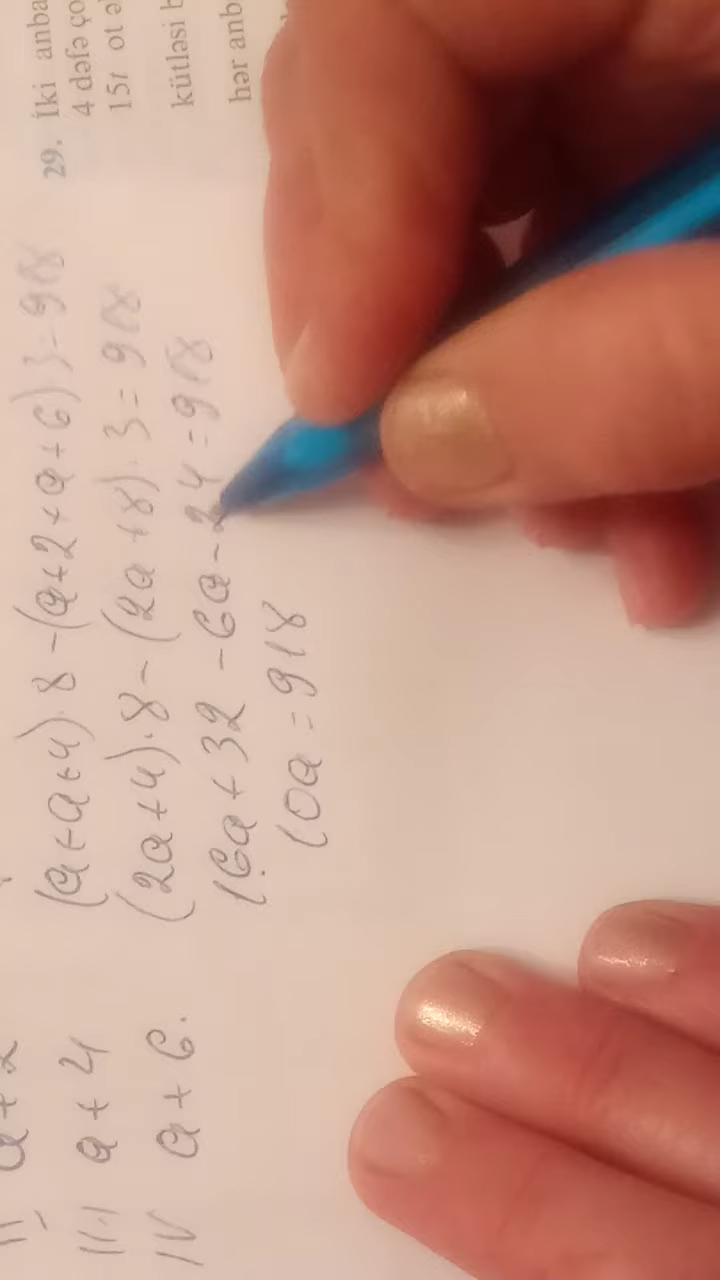 29. İki anba
4 dəfə ço
15t ot ə
kütləsi b
hər anb
a + 2
III a + 4
IV a + 6.
(a+a+4)·8-(a+2+a+6)3=918
(2a+4)·8-(2a+8)·3=918
16a+32-6a-24=918
10a=918